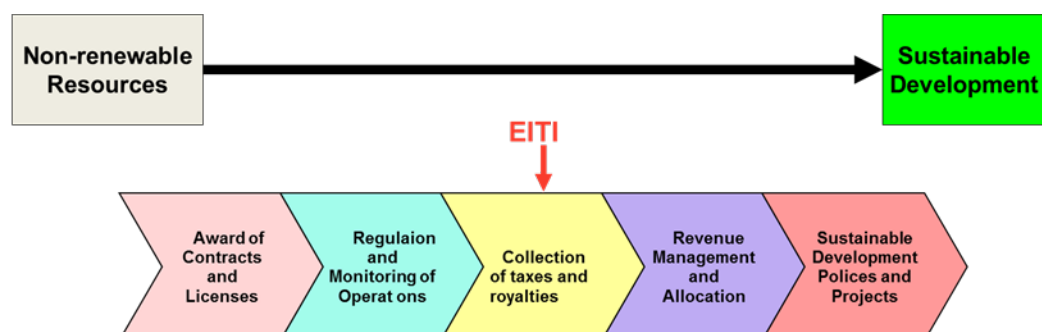 Non-renewable
Resources
Sustainable
Development
EITI
Award of
Contracts
and
Licenses
Regulaion
and
Monitoring of
Operat ons
Collection
of taxes and
royalties
Revenue
Management
and
Allocation
Sustainable
Development
Polices and
Projects